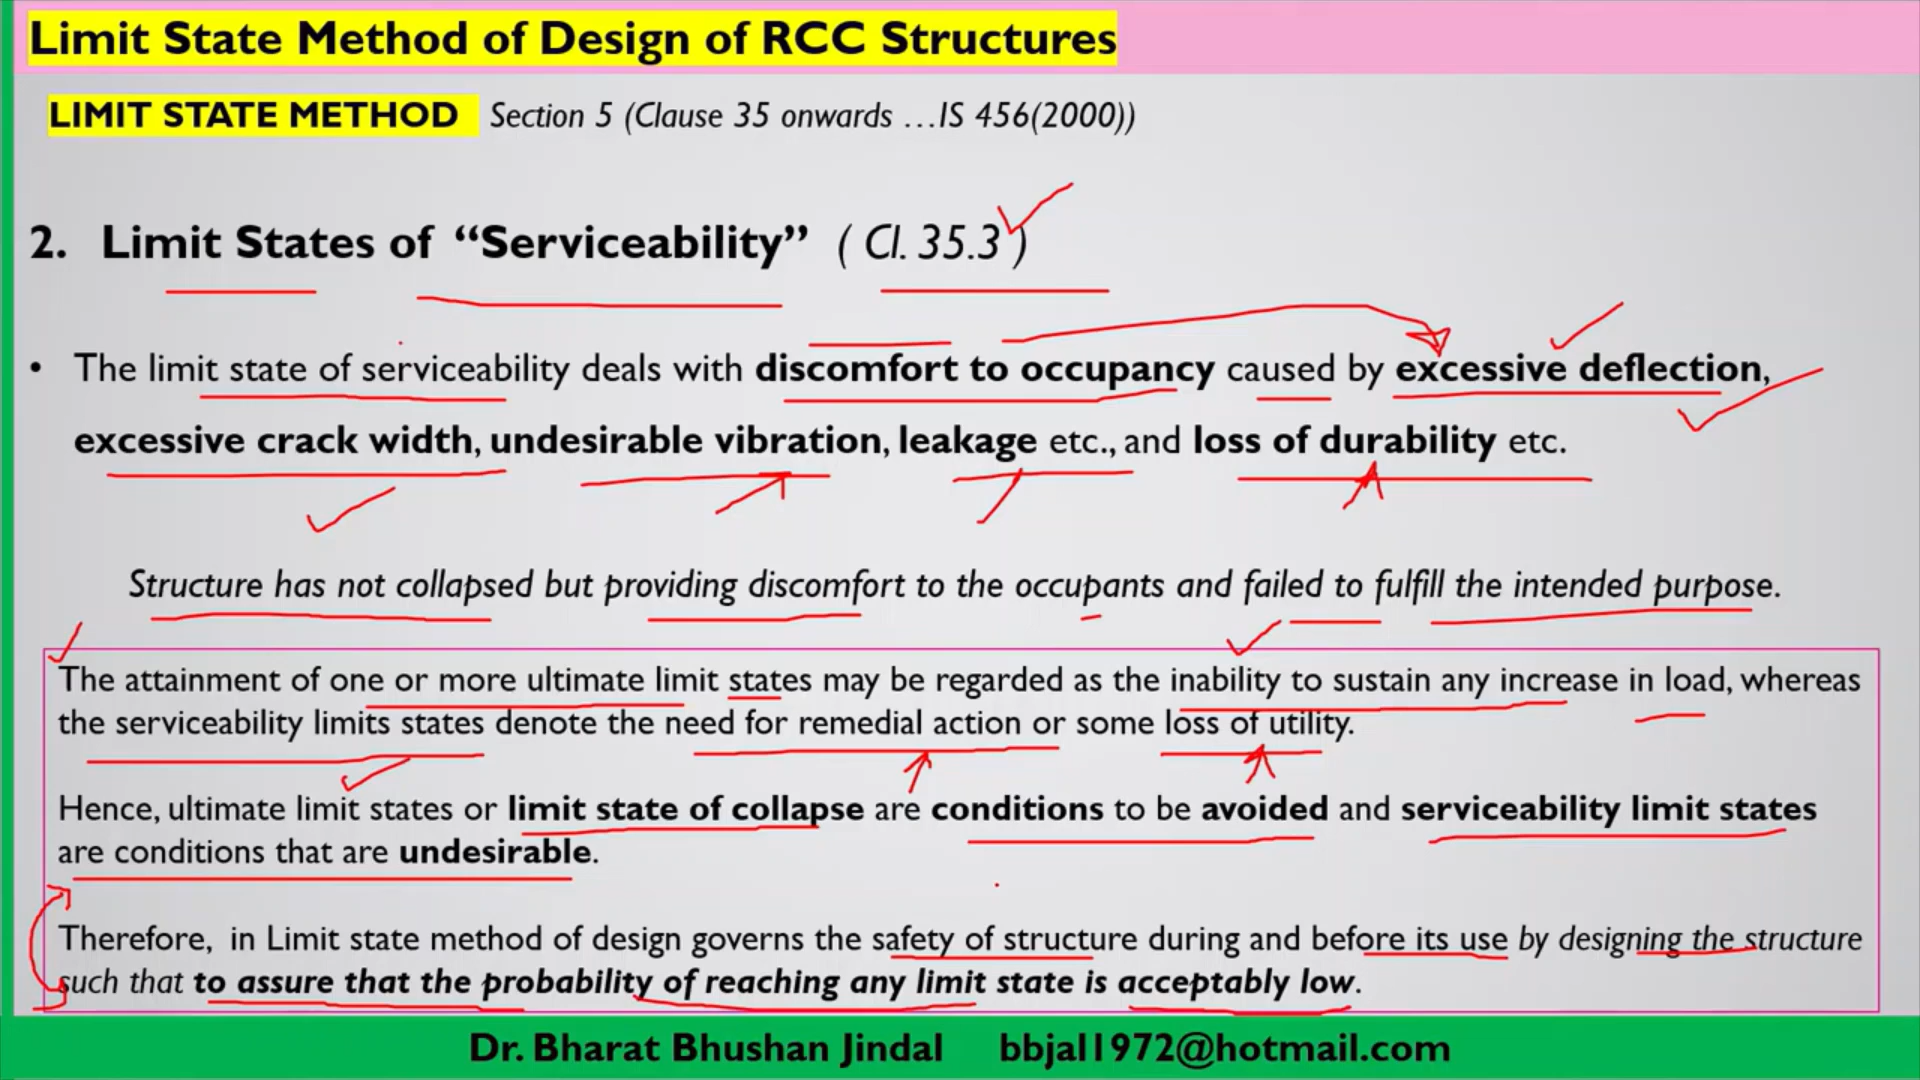 Limit State Method of Design of RCC Structures
LIMIT STATE METHOD Section 5 (Clause 35 onwards ...IS 456(2000))
2. Limit States of “Serviceability” ( Cl. 35.3 )
• The limit state of serviceability deals with discomfort to occupancy caused by excessive deflection,
excessive crack width, undesirable vibration, leakage etc., and loss of durability etc.
Structure has not collapsed but providing discomfort to the occupants and failed to fulfill the intended purpose.
The attainment of one or more ultimate limit states may be regarded as the inability to sustain any increase in load, whereas
the serviceability limits states denote the need for remedial action or some loss of utility.
Hence, ultimate limit states or limit state of collapse are conditions to be avoided and serviceability limit states
are conditions that are undesirable.
Therefore, in Limit state method of design governs the safety of structure during and before its use by designing the structure
such that to assure that the probability of reaching any limit state is acceptably low.
Dr. Bharat Bhushan Jindal bbjal1972@hotmail.com